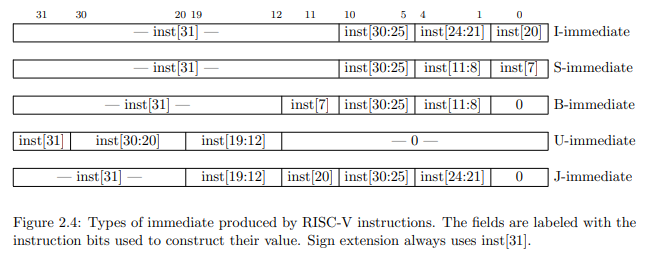 31 30 20 19 12 11 10 5 4 1 0
— inst[31] — inst[30:25] inst[24:21] inst[20] I-immediate
— inst[31] — inst[30:25] inst[11:8] inst[7] S-immediate
— inst[31] — inst[7] inst[30:25] inst[11:8] 0 B-immediate
inst[31] inst[30:20] inst[19:12] — 0 — U-immediate
— inst[31] — inst[19:12] inst[20] inst[30:25] inst[24:21] 0 J-immediate
Figure 2.4: Types of immediate produced by RISC-V instructions. The fields are labeled with the
instruction bits used to construct their value. Sign extension always uses inst[31].